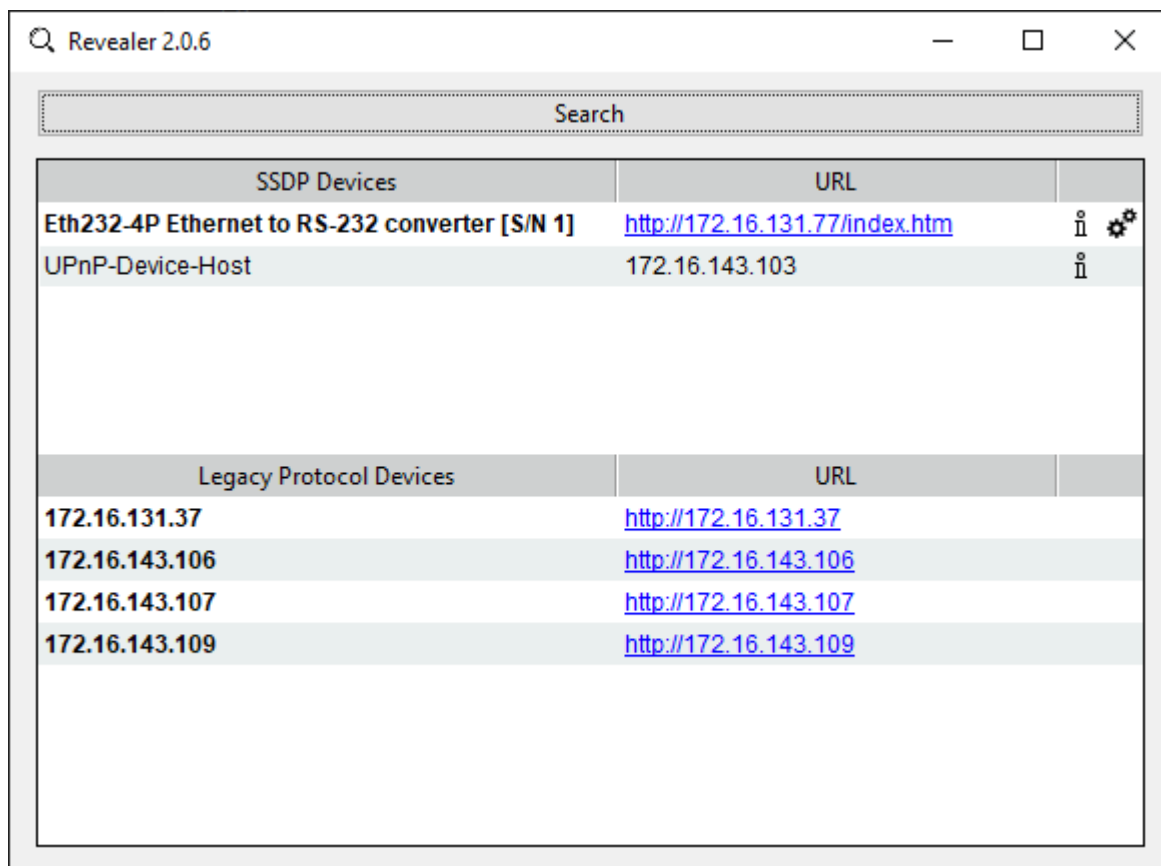 Revealer 2.0.6
Search
SSDP Devices URL
Eth232-4P Ethernet to RS-232 converter [S/N 1] http://172.16.131.77/index.htm
UPnP-Device-Host 172.16.143.103
Legacy Protocol Devices URL
172.16.131.37 http://172.16.131.37
172.16.143.106 http://172.16.143.106
172.16.143.107 http://172.16.143.107
172.16.143.109 http://172.16.143.109